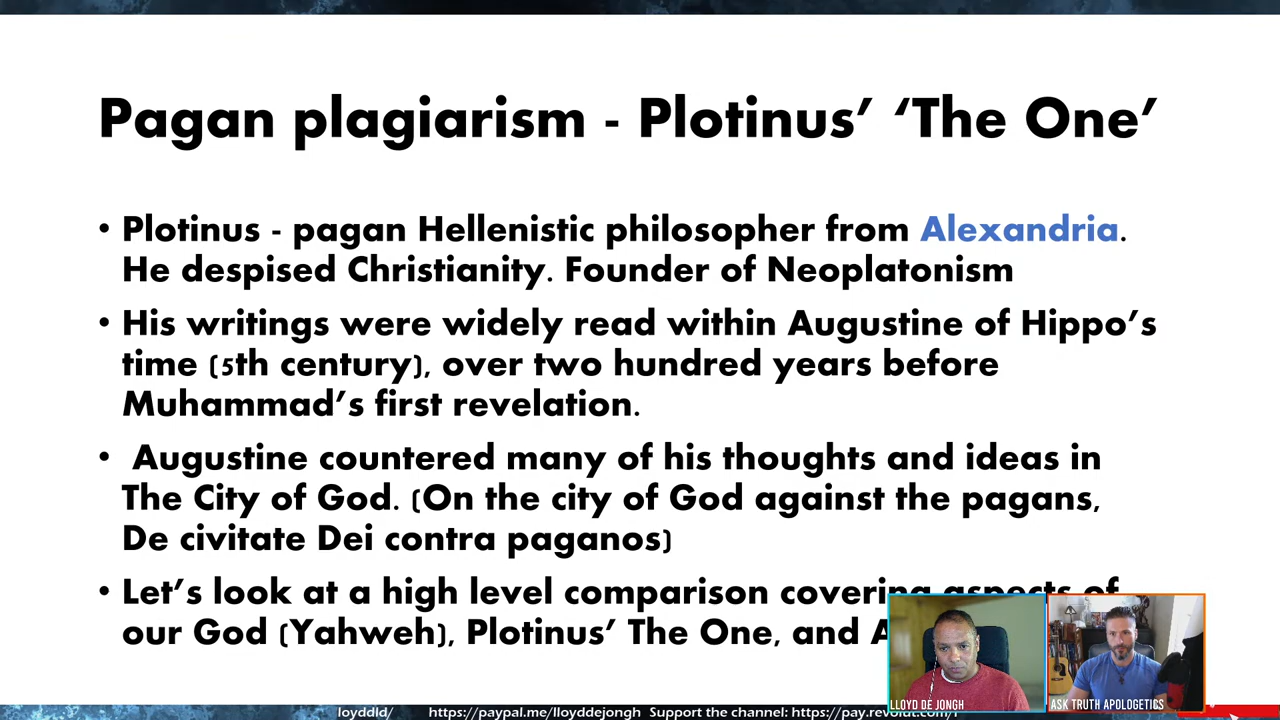 Pagan plagiarism - Plotinus’ ‘The One’
• Plotinus - pagan Hellenistic philosopher from Alexandria.
He despised Christianity. Founder of Neoplatonism
• His writings were widely read within Augustine of Hippo’s
time (5th century), over two hundred years before
Muhammad’s first revelation.
• Augustine countered many of his thoughts and ideas in
The City of God. (On the city of God against the pagans,
De civitate Dei contra paganos)
• Let’s look at a high level comparison covering aspects of
our God (Yahweh), Plotinus’ The One, and
LLOYD DE JONGH
ASK TRUTH APOLOGETICS
loyddld/ https://paypal.me/lloyddejongh Support the channel: https://pay.revolut.com/